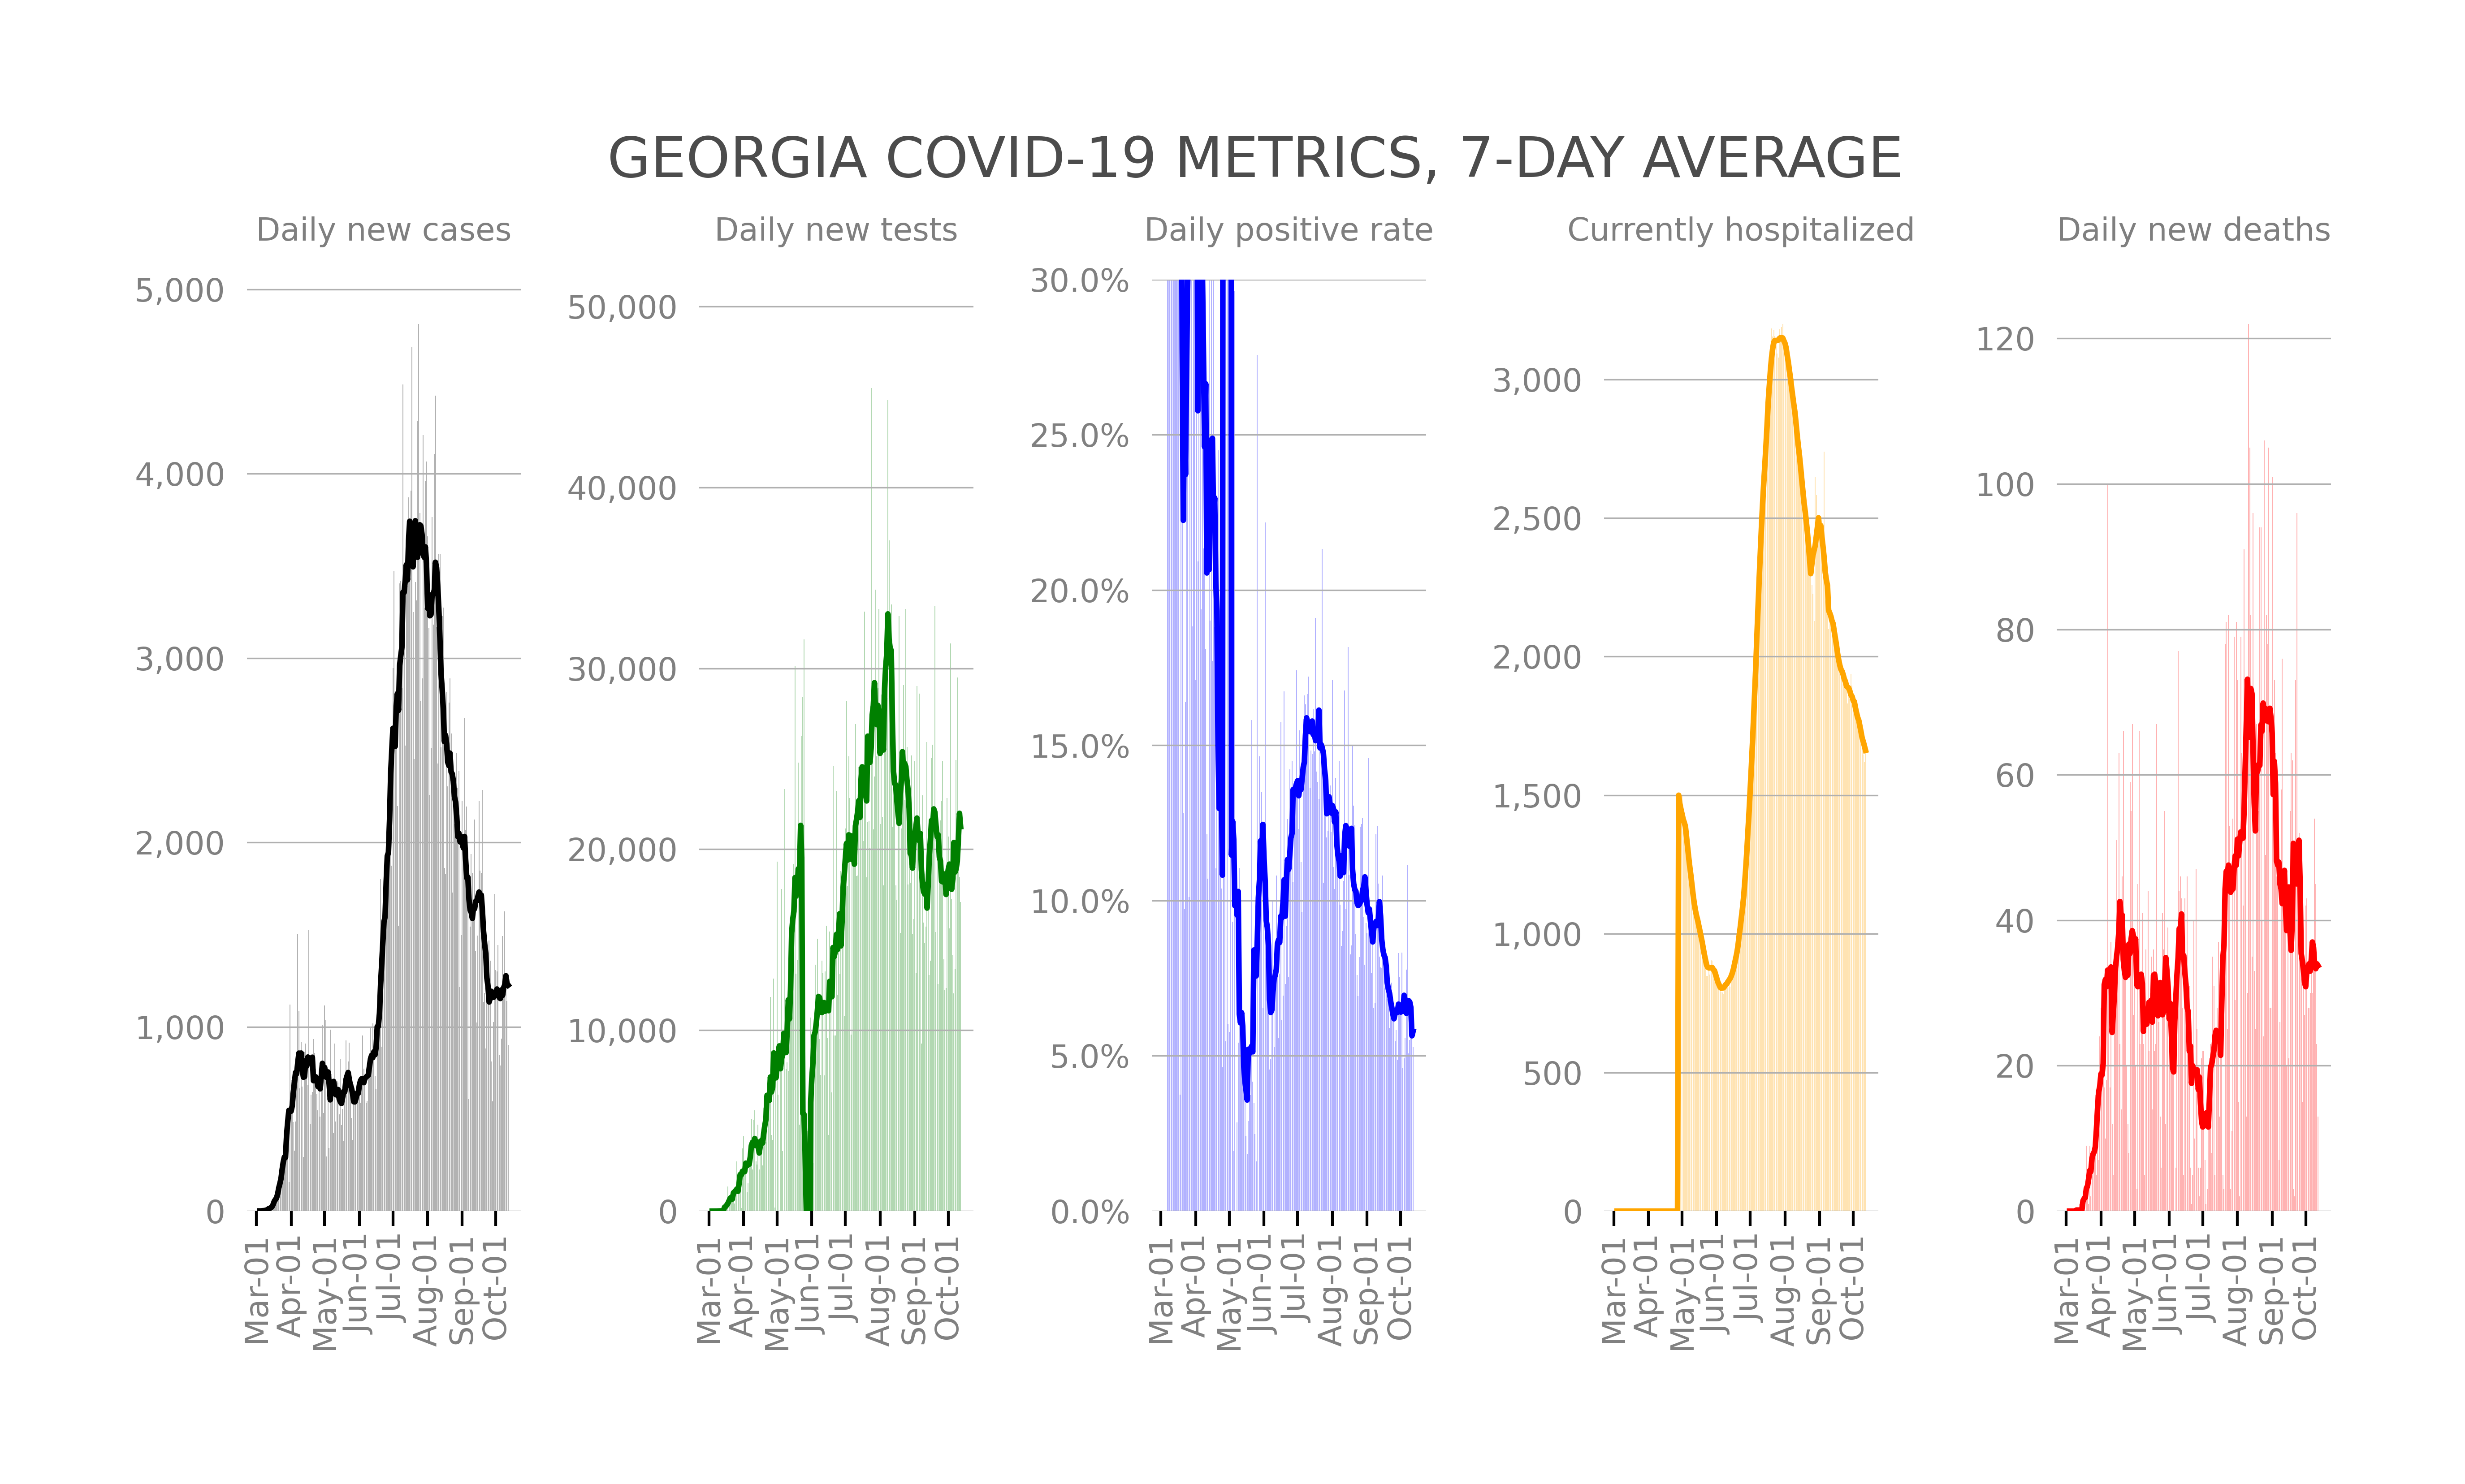 GEORGIA COVID-19 METRICS, 7-DAY AVERAGE
Daily new cases
5,000
4,000
3,000
2,000
1,000
0
Mar-01
Apr-01
May-01
Jun-01
Jul-01
Aug-01
Sep-01
Oct-01
Daily new tests
50,000
40,000
30,000
20,000
10,000
0
Mar-01
Apr-01
May-01
Jun-01
Jul-01
Aug-01
Sep-01
Oct-01
Daily positive rate
30.0%
25.0%
20.0%
15.0%
10.0%
5.0%
0.0%
Mar-01
Apr-01
May-01
Jun-01
Jul-01
Aug-01
Sep-01
Oct-01
Currently hospitalized
3,000
2,500
2,000
1,500
1,000
500
0
Mar-01
Apr-01
May-01
Jun-01
Jul-01
Aug-01
Sep-01
Oct-01
Daily new deaths
120
100
80
60
40
20
0
Mar-01
Apr-01
May-01
Jun-01
Jul-01
Aug-01
Sep-01
Oct-01